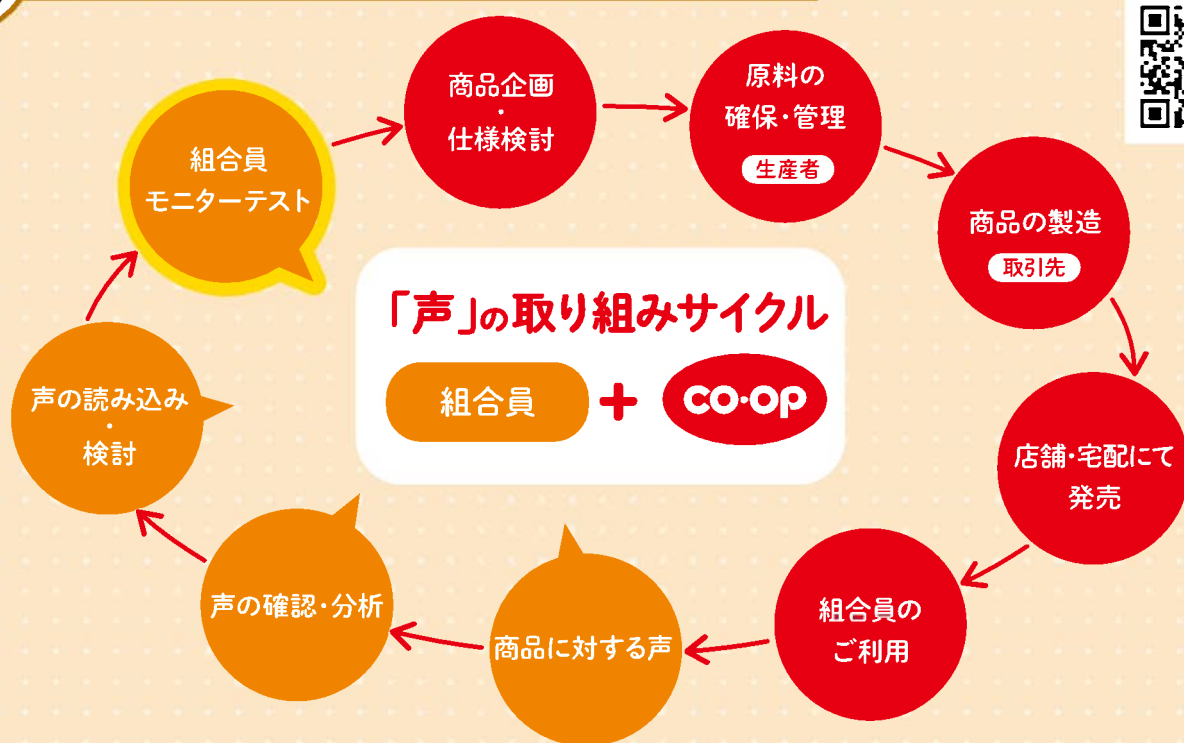 「声」の取り組みサイクル
組合員
+
CO・OP
商品企画
・
仕様検討
原料の
確保・管理
生産者
商品の製造
取引先
店舗・宅配にて
発売
組合員の
ご利用
商品に対する声
声の確認・分析
声の読み込み
・
検討
組合員
モニターテスト